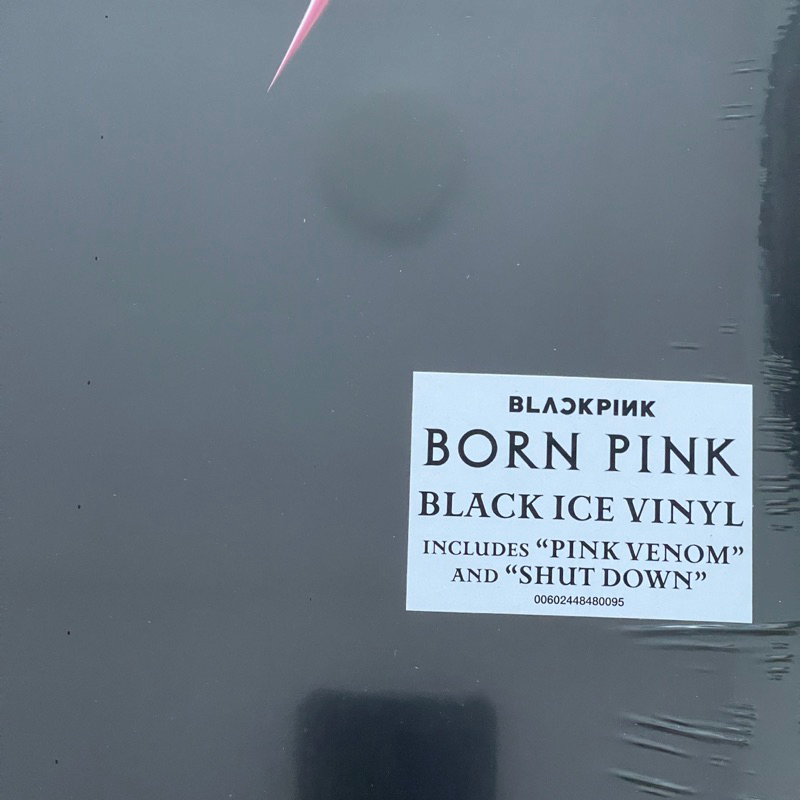 BLACKPINK
BORN PINK
BLACK ICE VINYL
INCLUDES “PINK VENOM”
AND “SHUT DOWN”
00602448480095